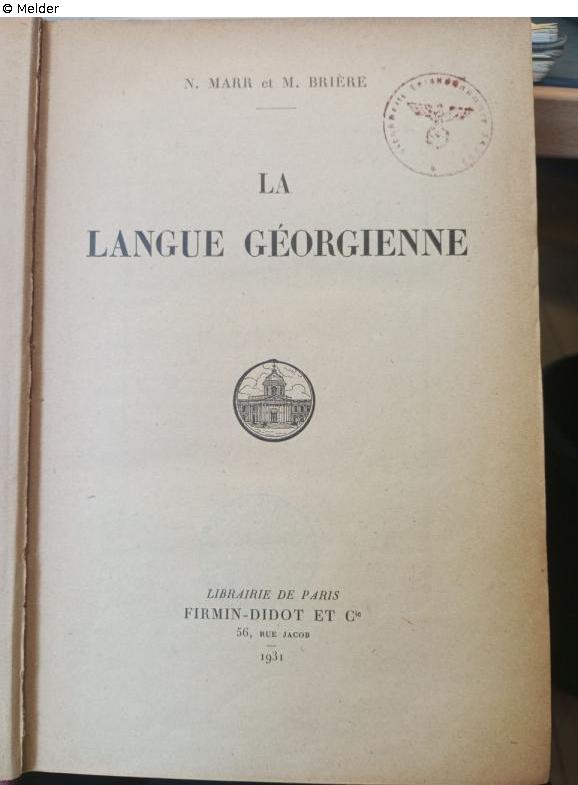 © Melder
N. MARR et M. BRIÈRE
LA
LANGUE GÉORGIENNE
LIBRAIRIE DE PARIS
FIRMIN-DIDOT ET Cie
56, RUE JACOB
1931